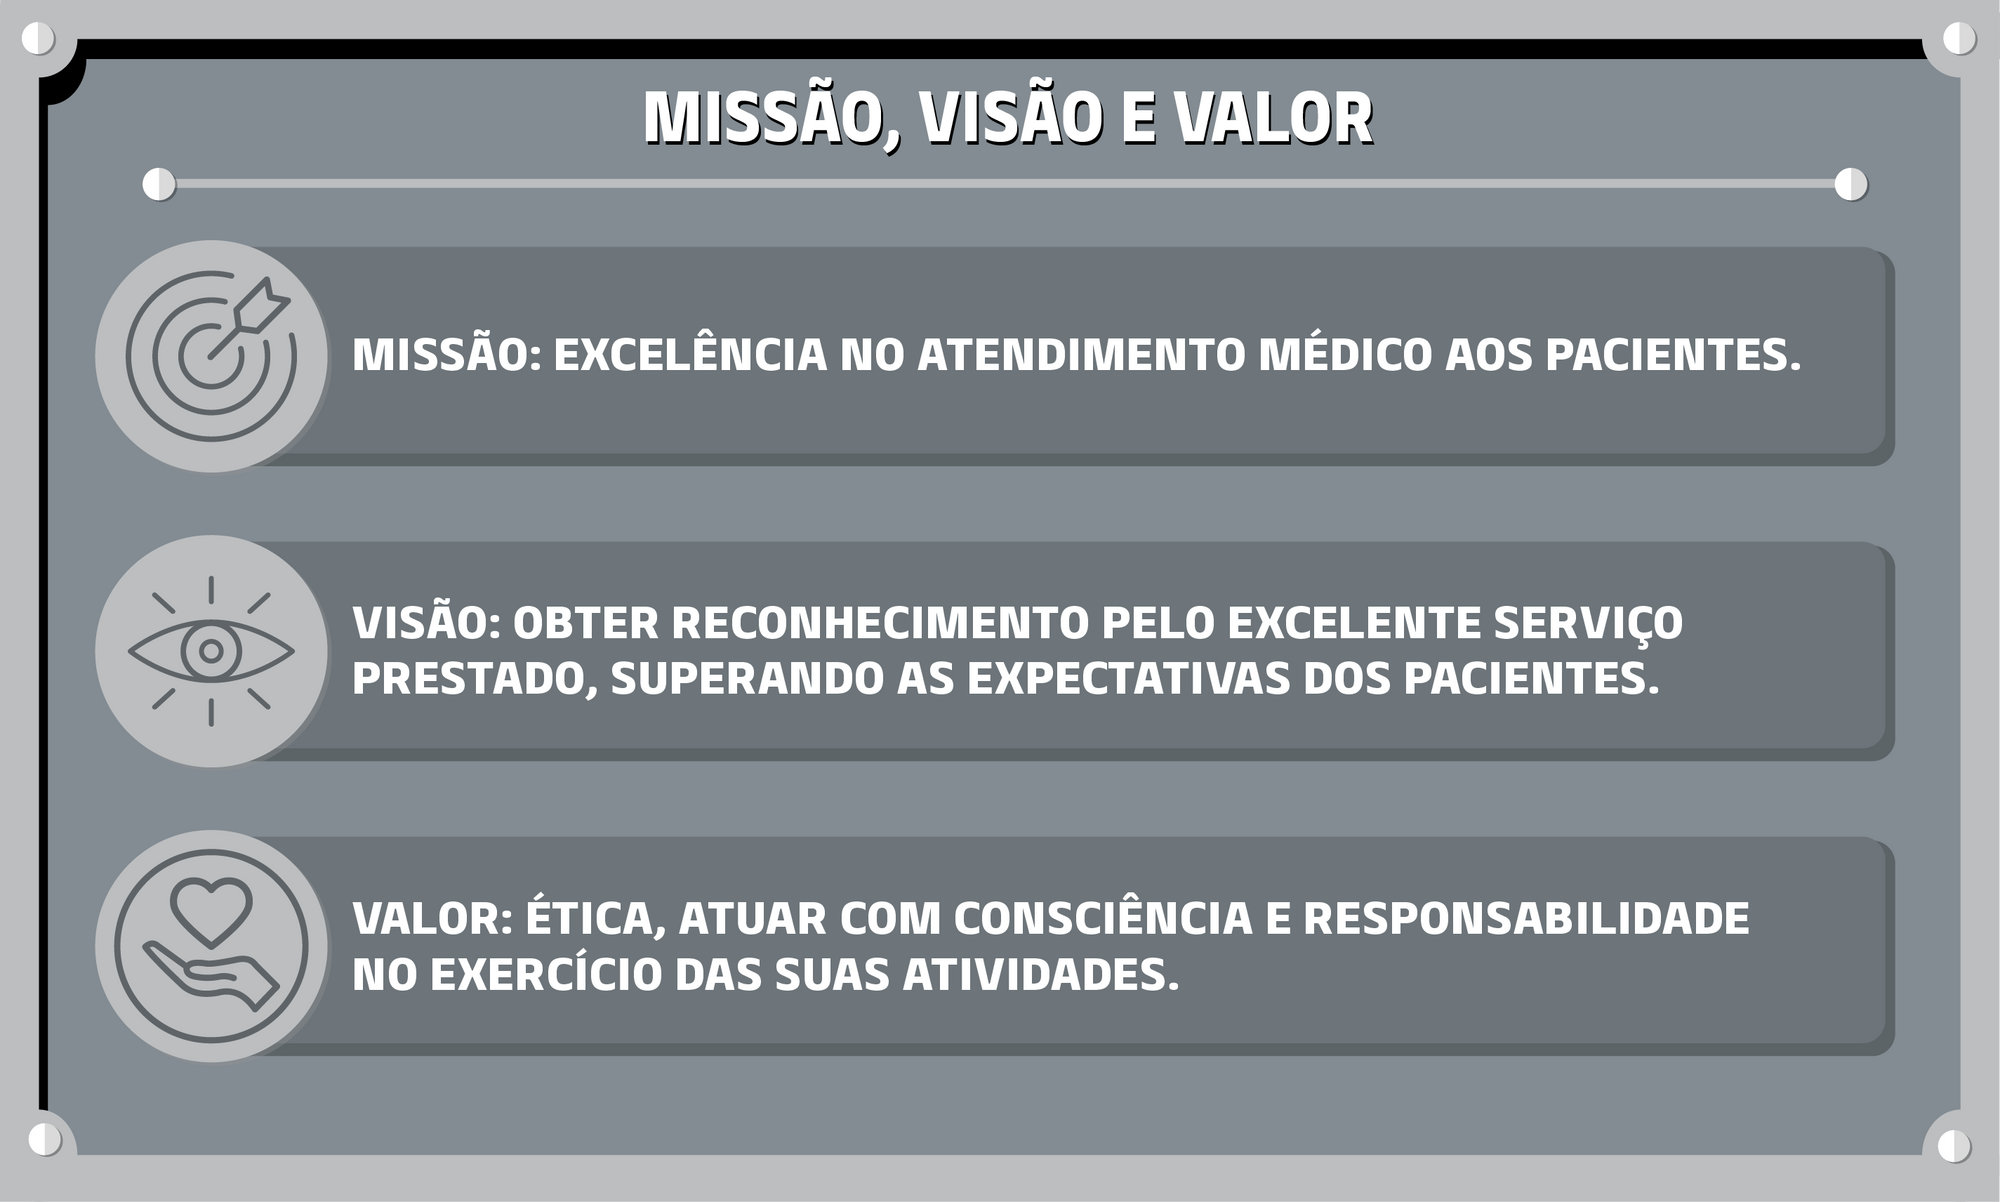 MISSÃO, VISÃO E VALOR
MISSÃO: EXCELÊNCIA NO ATENDIMENTO MÉDICO AOS PACIENTES.
VISÃO: OBTER RECONHECIMENTO PELO EXCELENTE SERVIÇO
PRESTADO, SUPERANDO AS EXPECTATIVAS DOS PACIENTES.
VALOR: ÉTICA, ATUAR COM CONSCIÊNCIA E RESPONSABILIDADE
NO EXERCÍCIO DAS SUAS ATIVIDADES.